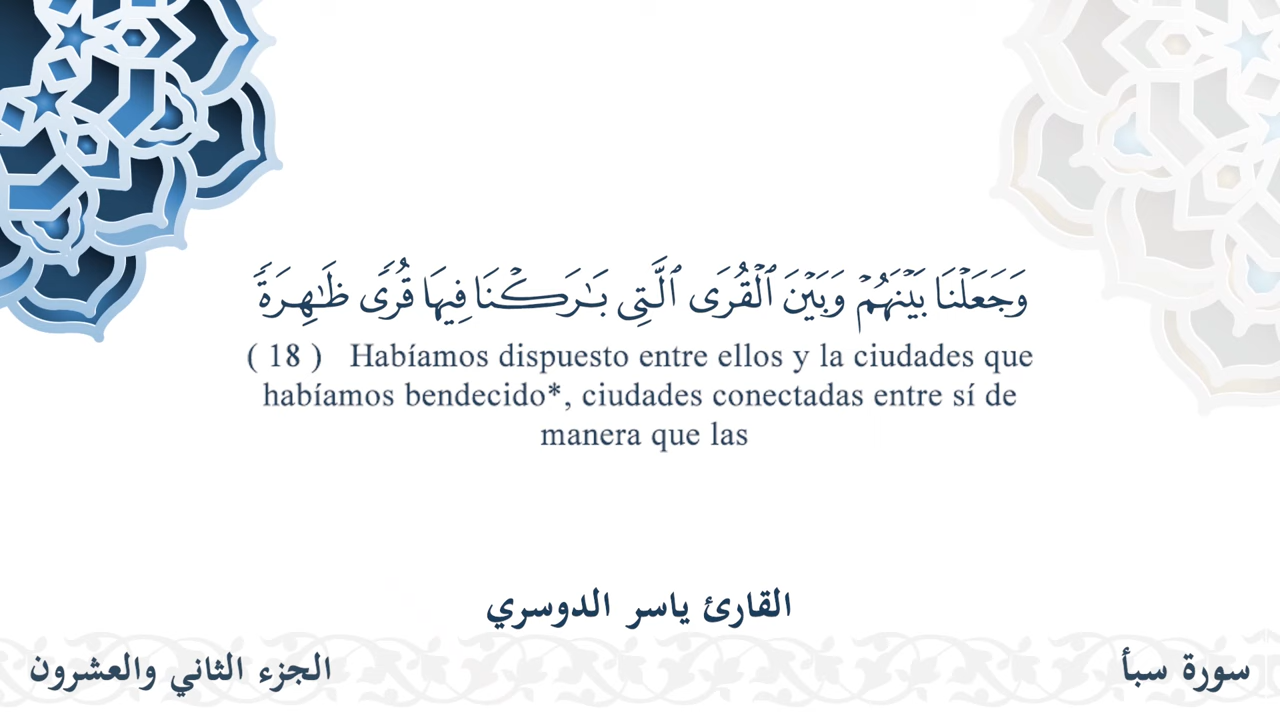 وَجَعَلْنَا بَيْنَهُمْ وَبَيْنَ ٱلْقُرَى ٱلَّتِى بَـٰرَكْنَا فِيهَا قُرًى ظَـٰهِرَةً
( 18 ) Habíamos dispuesto entre ellos y la ciudades que
habíamos bendecido*, ciudades conectadas entre sí de
manera que las
القارئ ياسر الدوسري
سورة سبأ
الجزء الثاني والعشرون